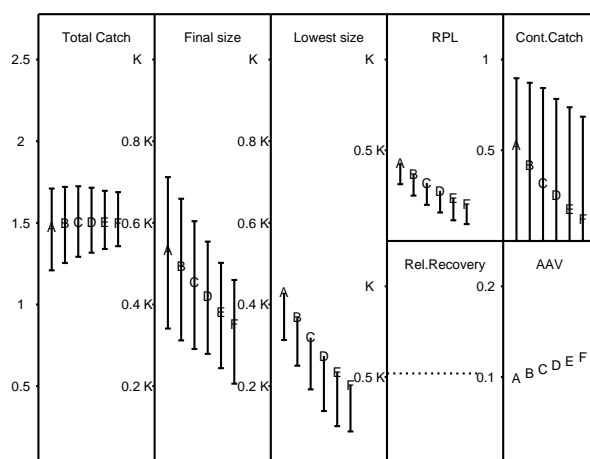 Total Catch Final size Lowest size RPL Cont.Catch
2.5 K K 1
2 0.8 K 0.8 K
0.5 K 0.5
1.5 0.6 K 0.6 K
A B C D E F
A B C D E F
A B C D E F
A B C D E F
A B C D E F
Rel.Recovery AAV
K 0.2
1 0.4 K 0.4 K
0.5 0.2 K 0.2 K 0.5 K 0.1
A B C D E F